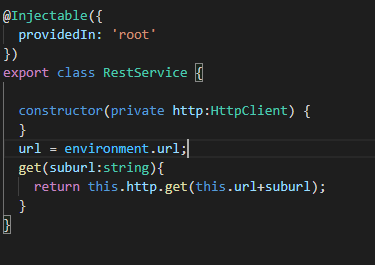 @Injectable({
  providedIn: 'root'
})
export class RestService {

  constructor(private http:HttpClient) {
  }
  url = environment.url;
  get(suburl:string){
    return this.http.get(this.url+suburl);
  }
}